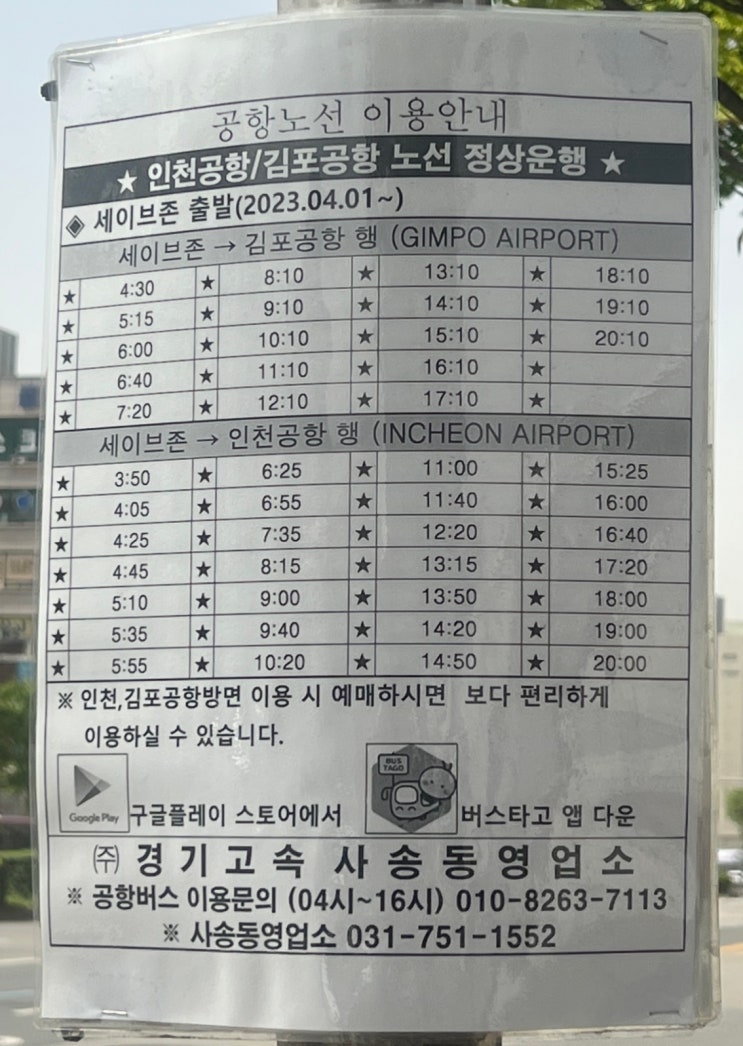 공항노선 이용안내
★ 인천공항/김포공항 노선 정상운행 ★
◈ 세이브존 출발(2023.04.01~)
세이브존 → 김포공항 행 (GIMPO AIRPORT)
★ 4:30 ★ 8:10 ★ 13:10 ★ 18:10
★ 5:15 ★ 9:10 ★ 14:10 ★ 19:10
★ 6:00 ★ 10:10 ★ 15:10 ★ 20:10
★ 6:40 ★ 11:10 ★ 16:10 ★
★ 7:20 ★ 12:10 ★ 17:10 ★
세이브존 → 인천공항 행 (INCHEON AIRPORT)
★ 3:50 ★ 6:25 ★ 11:00 ★ 15:25
★ 4:05 ★ 6:55 ★ 11:40 ★ 16:00
★ 4:25 ★ 7:35 ★ 12:20 ★ 16:40
★ 4:45 ★ 8:15 ★ 13:15 ★ 17:20
★ 5:10 ★ 9:00 ★ 13:50 ★ 18:00
★ 5:35 ★ 9:40 ★ 14:20 ★ 19:00
★ 5:55 ★ 10:20 ★ 14:50 ★ 20:00
※ 인천,김포공항방면 이용 시 예매하시면 보다 편리하게
이용하실 수 있습니다.
BUS
TAGO
Google Play 구글플레이 스토어에서 버스타고 앱 다운
㈜ 경기고속 사송동영업소
※ 공항버스 이용문의 (04시~16시) 010-8263-7113
※ 사송동영업소 031-751-1552